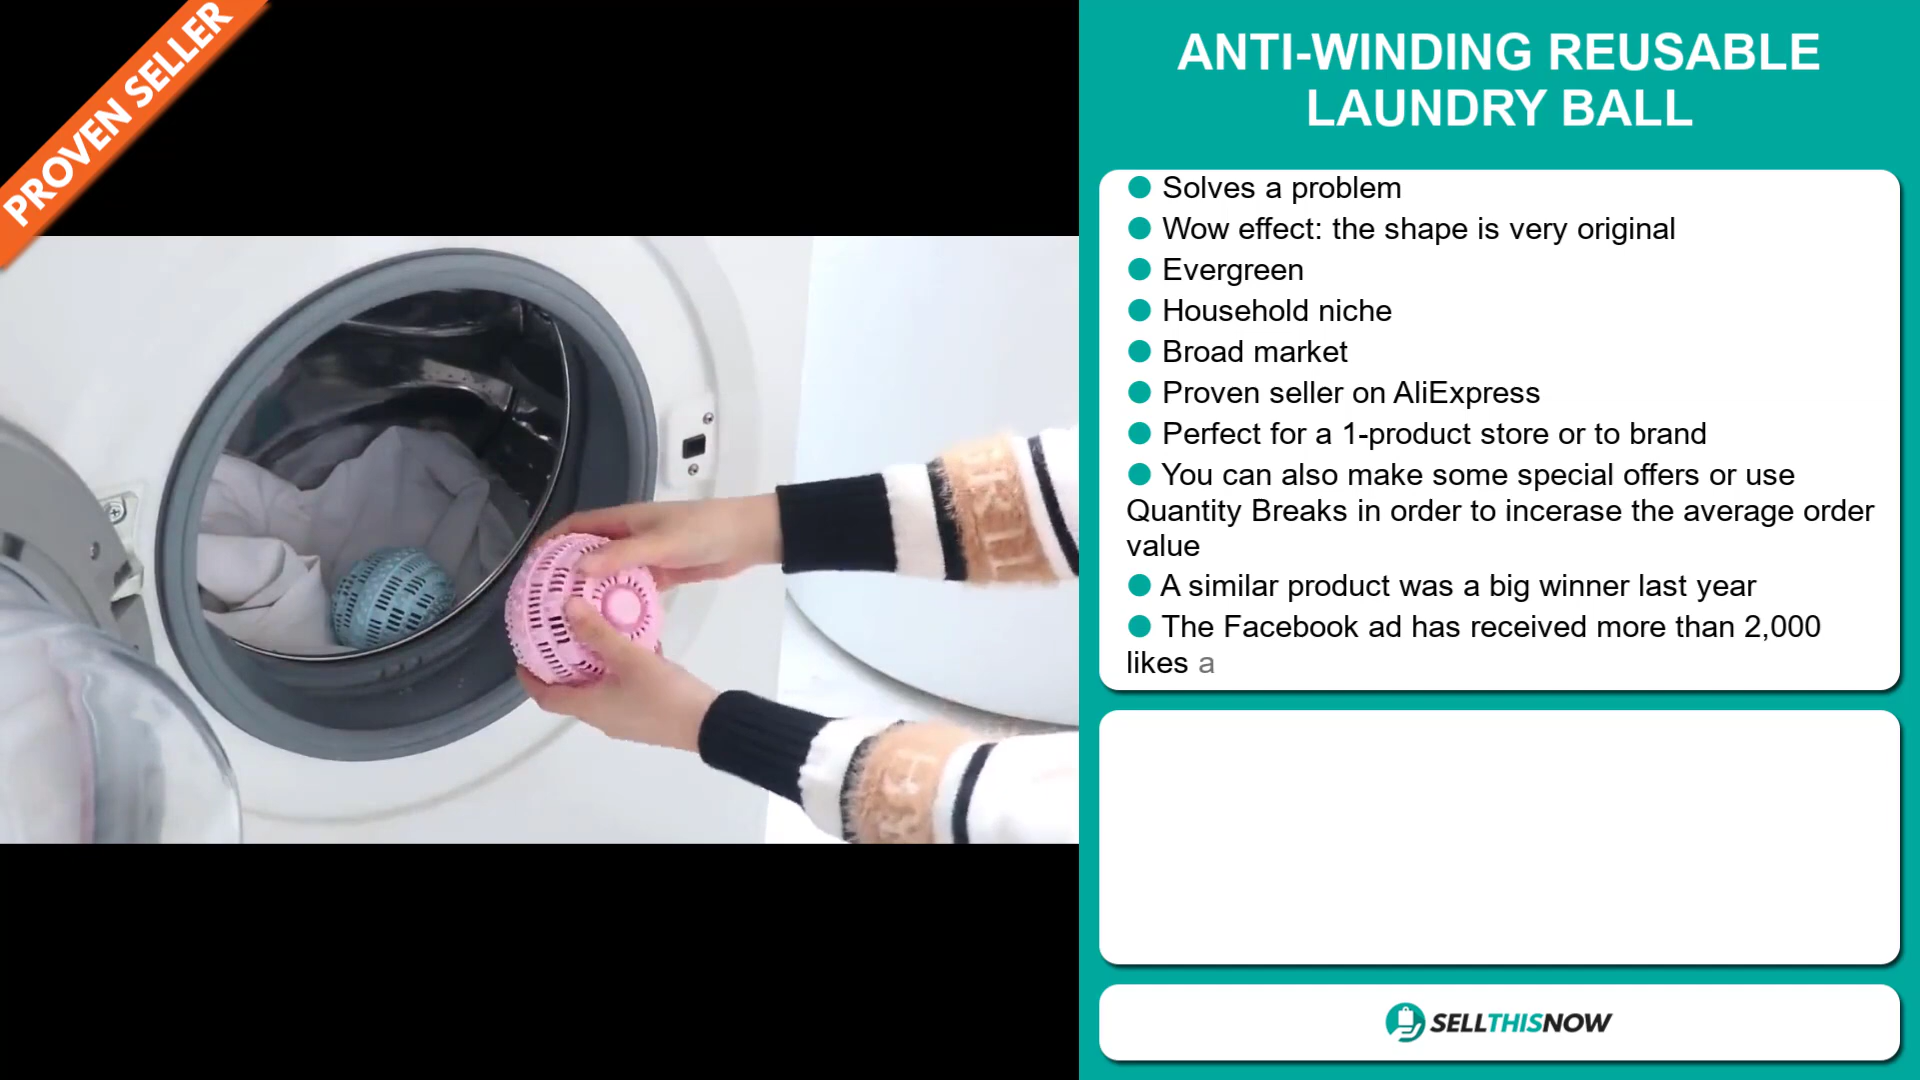 PROVEN SELLER
ANTI-WINDING REUSABLE
LAUNDRY BALL
● Solves a problem
● Wow effect: the shape is very original
● Evergreen
● Household niche
● Broad market
● Proven seller on AliExpress
● Perfect for a 1-product store or to brand
● You can also make some special offers or use
Quantity Breaks in order to incerase the average order
value
● A similar product was a big winner last year
● The Facebook ad has received more than 2,000
likes a
SELLTHISNOW